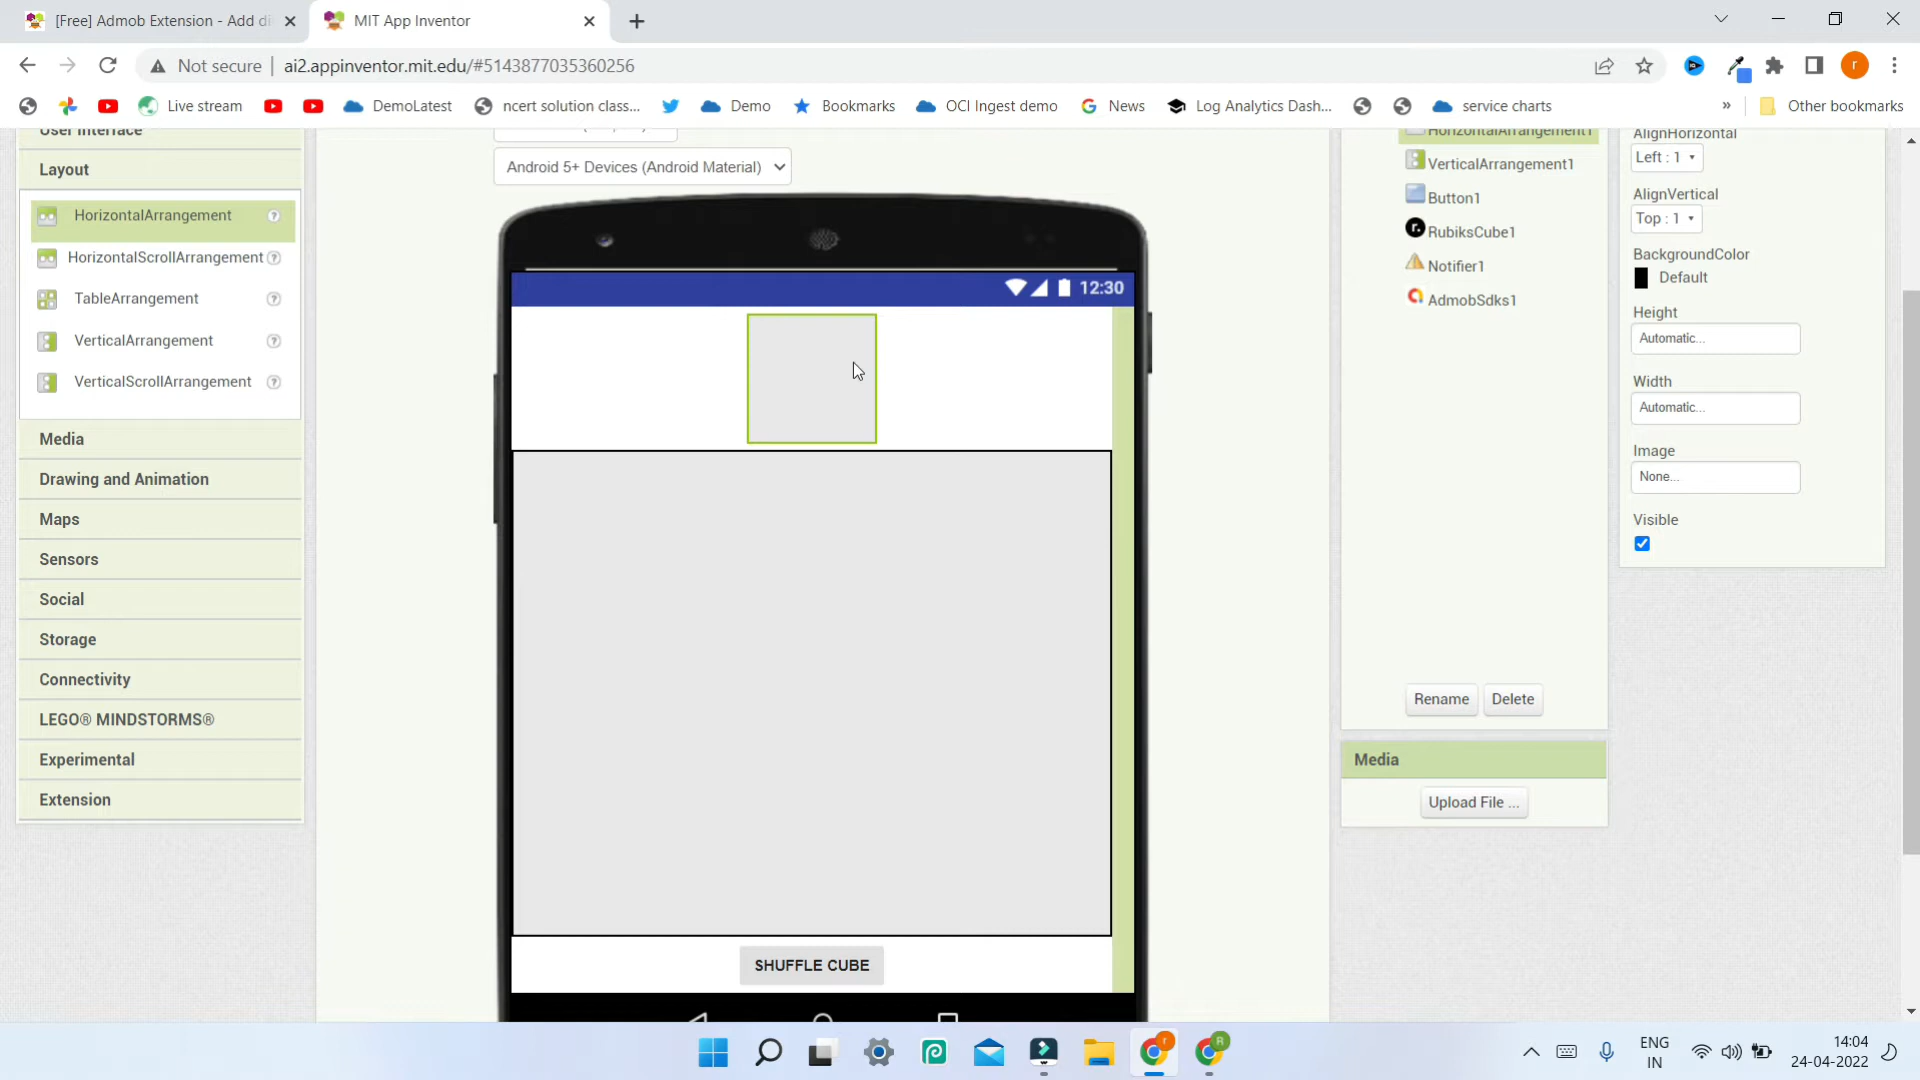 [Free] Admob Extension - Add di
MIT App Inventor
Not secure
ai2.appinventor.mit.edu/#5143877035360256
r
Live stream
DemoLatest
ncert solution class...
Demo
Bookmarks
OCI Ingest demo
News
Log Analytics Dash...
service charts
»
Other bookmarks
User Interface
Layout
HorizontalArrangement
HorizontalScrollArrangement
TableArrangement
VerticalArrangement
VerticalScrollArrangement
Media
Drawing and Animation
Maps
Sensors
Social
Storage
Connectivity
LEGO® MINDSTORMS®
Experimental
Extension
Android 5+ Devices (Android Material)
12:30
SHUFFLE CUBE
HorizontalArrangement1
VerticalArrangement1
Button1
RubiksCube1
Notifier1
AdmobSdks1
Rename
Delete
Media
Upload File ...
AlignHorizontal
Left : 1
AlignVertical
Top : 1
BackgroundColor
Default
Height
Automatic...
Width
Automatic...
Image
None...
Visible
ENG
IN
14:04
24-04-2022